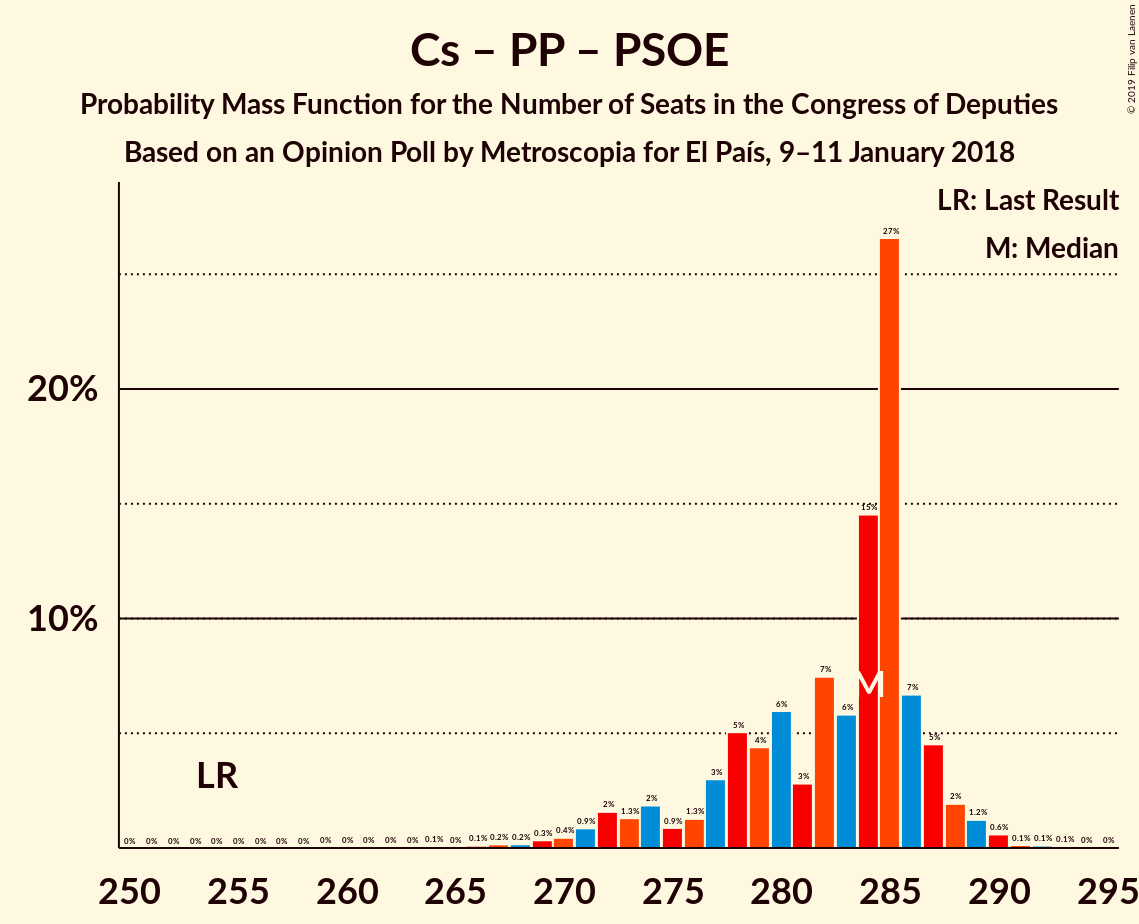 Cs – PP – PSOE
Probability Mass Function for the Number of Seats in the Congress of Deputies
Based on an Opinion Poll by Metroscopia for El País, 9–11 January 2018
© 2019 Filip van Laenen
LR: Last Result
M: Median
20%
10%
LR
M
0% 0% 0% 0% 0% 0% 0% 0% 0% 0% 0% 0% 0% 0% 0.1% 0% 0.1% 0.2% 0.2% 0.3% 0.4% 0.9% 2% 1.3% 2% 0.9% 1.3% 3% 5% 4% 6% 3% 7% 6% 15% 27% 7% 5% 2% 1.2% 0.6% 0.1% 0.1% 0.1% 0% 0%
250 255 260 265 270 275 280 285 290 295